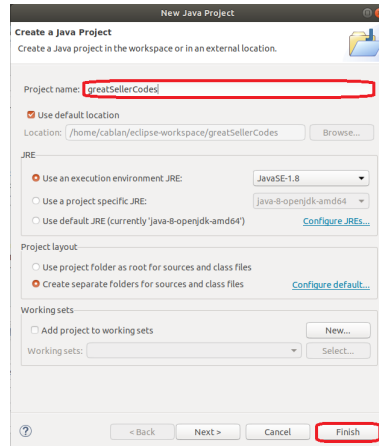 New Java Project
Create a Java Project
Create a Java project in the workspace or in an external location.
Project name: greatSellerCodes
Use default location
Location: /home/cablan/eclipse-workspace/greatSellerCodes Browse...
JRE
Use an execution environment JRE: JavaSE-1.8
Use a project specific JRE: java-8-openjdk-amd64
Use default JRE (currently 'java-8-openjdk-amd64') Configure JREs...
Project layout
Use project folder as root for sources and class files
Create separate folders for sources and class files Configure default...
Working sets
Add project to working sets New...
Working sets: Select...
? < Back Next > Cancel Finish